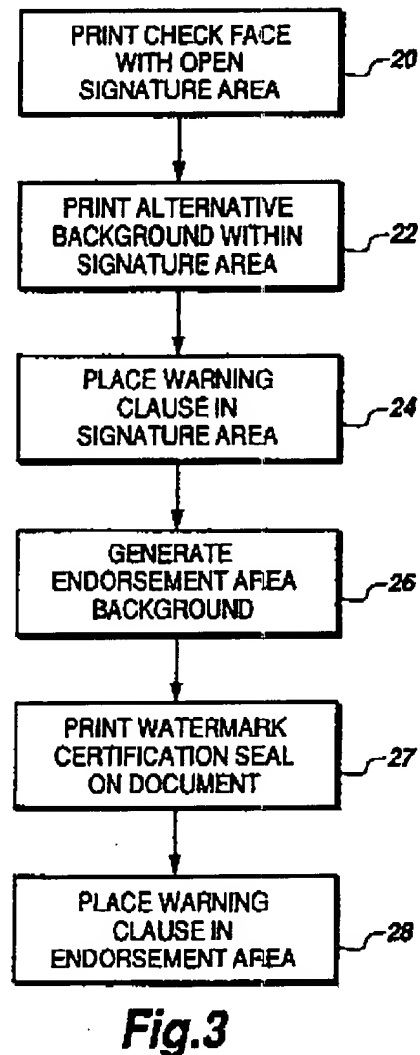 PRINT CHECK FACE
WITH OPEN
SIGNATURE AREA
20
PRINT ALTERNATIVE
BACKGROUND WITHIN
SIGNATURE AREA
22
PLACE WARNING
CLAUSE IN
SIGNATURE AREA
24
GENERATE
ENDORSEMENT AREA
BACKGROUND
26
PRINT WATERMARK
CERTIFICATION SEAL
ON DOCUMENT
27
PLACE WARNING
CLAUSE IN
ENDORSEMENT AREA
28
Fig.3